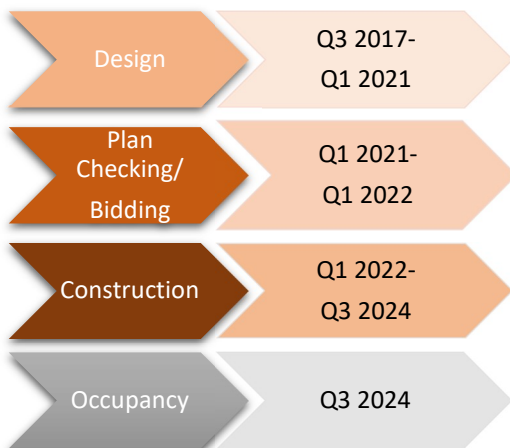 Design
Q3 2017-
Q1 2021
Plan
Checking/
Bidding
Q1 2021-
Q1 2022
Construction
Q1 2022-
Q3 2024
Occupancy
Q3 2024